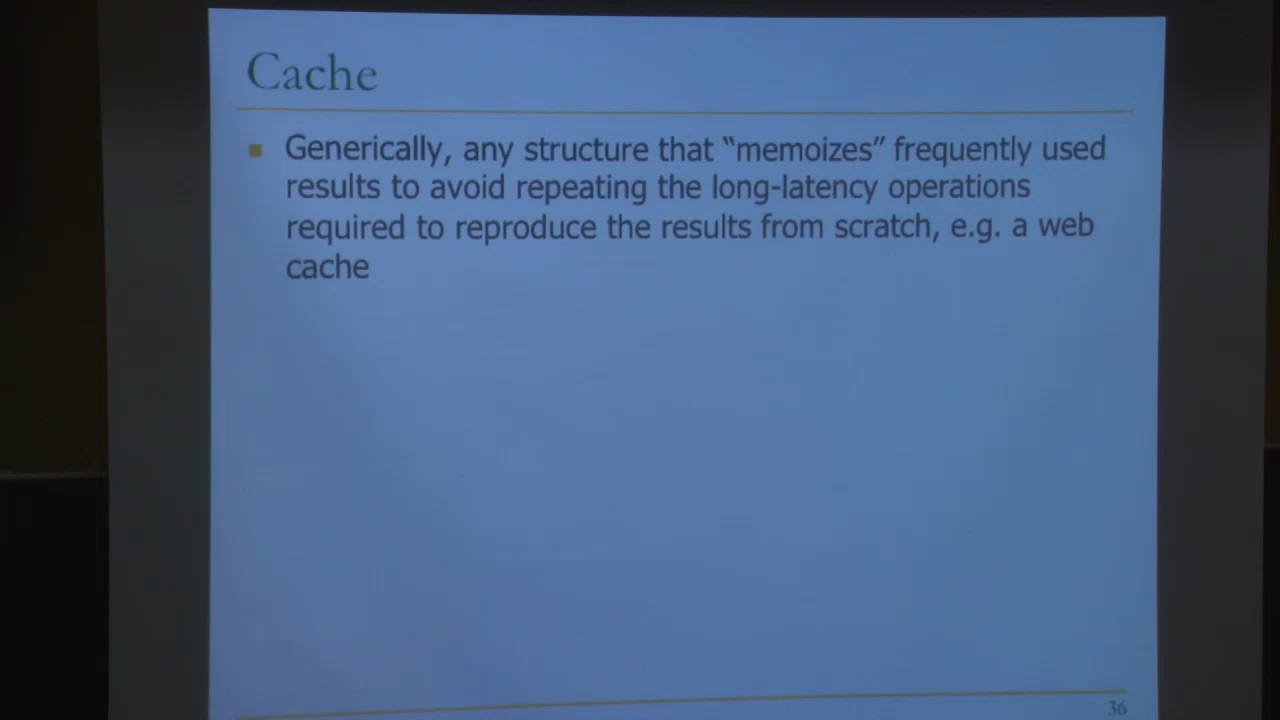 Cache
Generically, any structure that “memoizes” frequently used
results to avoid repeating the long-latency operations
required to reproduce the results from scratch, e.g. a web
cache
36